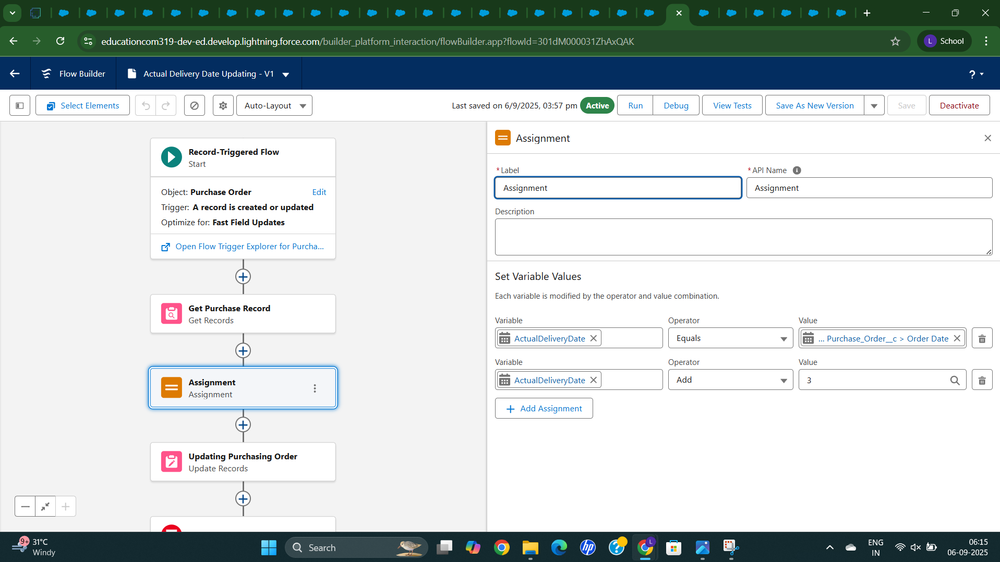 educationcom319-dev-ed.develop.lightning.force.com/builder_platform_interaction/flowBuilder.app?flowId=301dM000031ZhAxQAK
L School
Flow Builder
Actual Delivery Date Updating - V1
?
Select Elements
Auto-Layout
Last saved on 6/9/2025, 03:57 pm
Active
Run
Debug
View Tests
Save As New Version
Save
Deactivate
Record-Triggered Flow
Start
Object: Purchase Order
Edit
Trigger: A record is created or updated
Optimize for: Fast Field Updates
Open Flow Trigger Explorer for Purcha...
Get Purchase Record
Get Records
Assignment
Assignment
Updating Purchasing Order
Update Records
Assignment
*Label
*API Name
Assignment
Assignment
Description
Set Variable Values
Each variable is modified by the operator and value combination.
Variable
Operator
Value
ActualDeliveryDate
Equals
... Purchase_Order__c > Order Date
Variable
Operator
Value
ActualDeliveryDate
Add
3
Add Assignment
9+
31°C
Windy
Search
hp
?
L
ENG
IN
06:15
06-09-2025